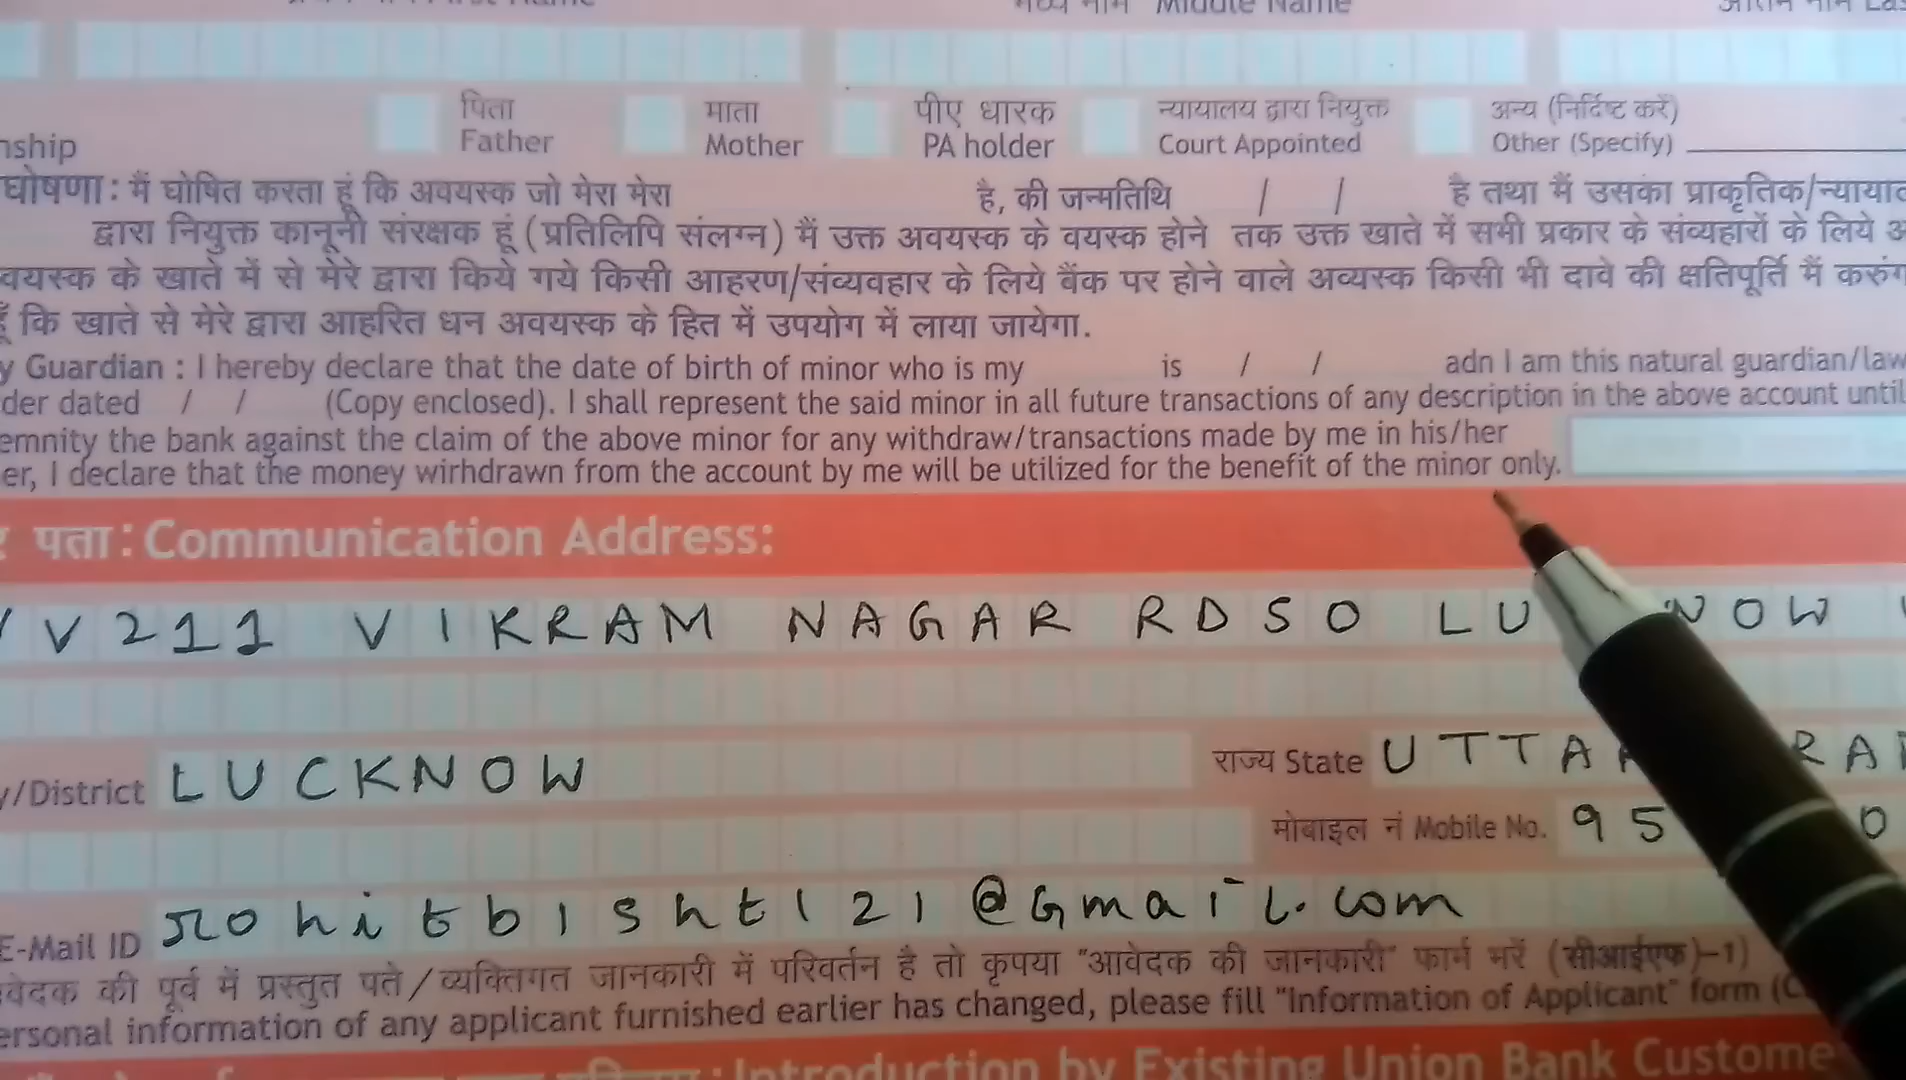 First Name मध्य नाम Middle Name अंतिम नाम
पिता माता पीए धारक न्यायालय द्वारा नियुक्त अन्य (निर्दिष्ट करें)
nship Father Mother PA holder Court Appointed Other (Specify)
घोषणा: मैं घोषित करता हूं कि अवयस्क जो मेरा मेरा है, की जन्मतिथि / / है तथा मैं उसका प्राकृतिक/न्याया
द्वारा नियुक्त कानूनी संरक्षक हूं (प्रतिलिपि संलग्न) मैं उक्त अवयस्क के वयस्क होने तक उक्त खाते में सभी प्रकार के संव्यहारों के लिये
वयस्क के खाते में से मेरे द्वारा किये गये किसी आहरण/संव्यवहार के लिये बैंक पर होने वाले अव्यस्क किसी भी दावे की क्षतिपूर्ति मैं करुंग
हूँ कि खाते से मेरे द्वारा आहरित धन अवयस्क के हित में उपयोग में लाया जायेगा.
y Guardian : I hereby declare that the date of birth of minor who is my is / / adn I am this natural guardian/law
der dated / / (Copy enclosed). I shall represent the said minor in all future transactions of any description in the above account until
emnity the bank against the claim of the above minor for any withdraw/transactions made by me in his/her
er, I declare that the money wirhdrawn from the account by me will be utilized for the benefit of the minor only.
पता: Communication Address:
V 211 VIKRAM NAGAR RDSO LU NOW
y/District LUCKNOW राज्य State UTTA RA
मोबाइल नं Mobile No. 95 0
E-Mail ID rohitbisht121@Gmail.com
वेदक की पूर्व में प्रस्तुत पते/व्यक्तिगत जानकारी में परिवर्तन है तो कृपया "आवेदक की जानकारी" फार्म भरें (सीआईएफ)-1)
ersonal information of any applicant furnished earlier has changed, please fill "Information of Applicant" form (C
: Introduction by Existing Union Bank Custome